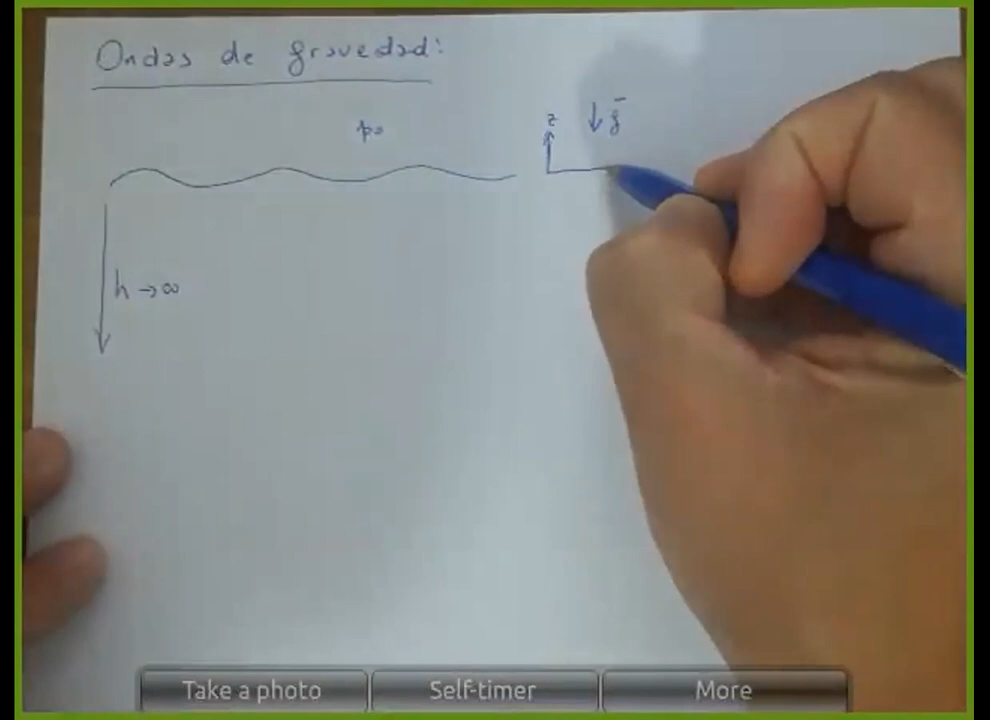 Ondas de gravedad:
p₀
z ↓ g̅
h → ∞
Take a photo Self-timer More